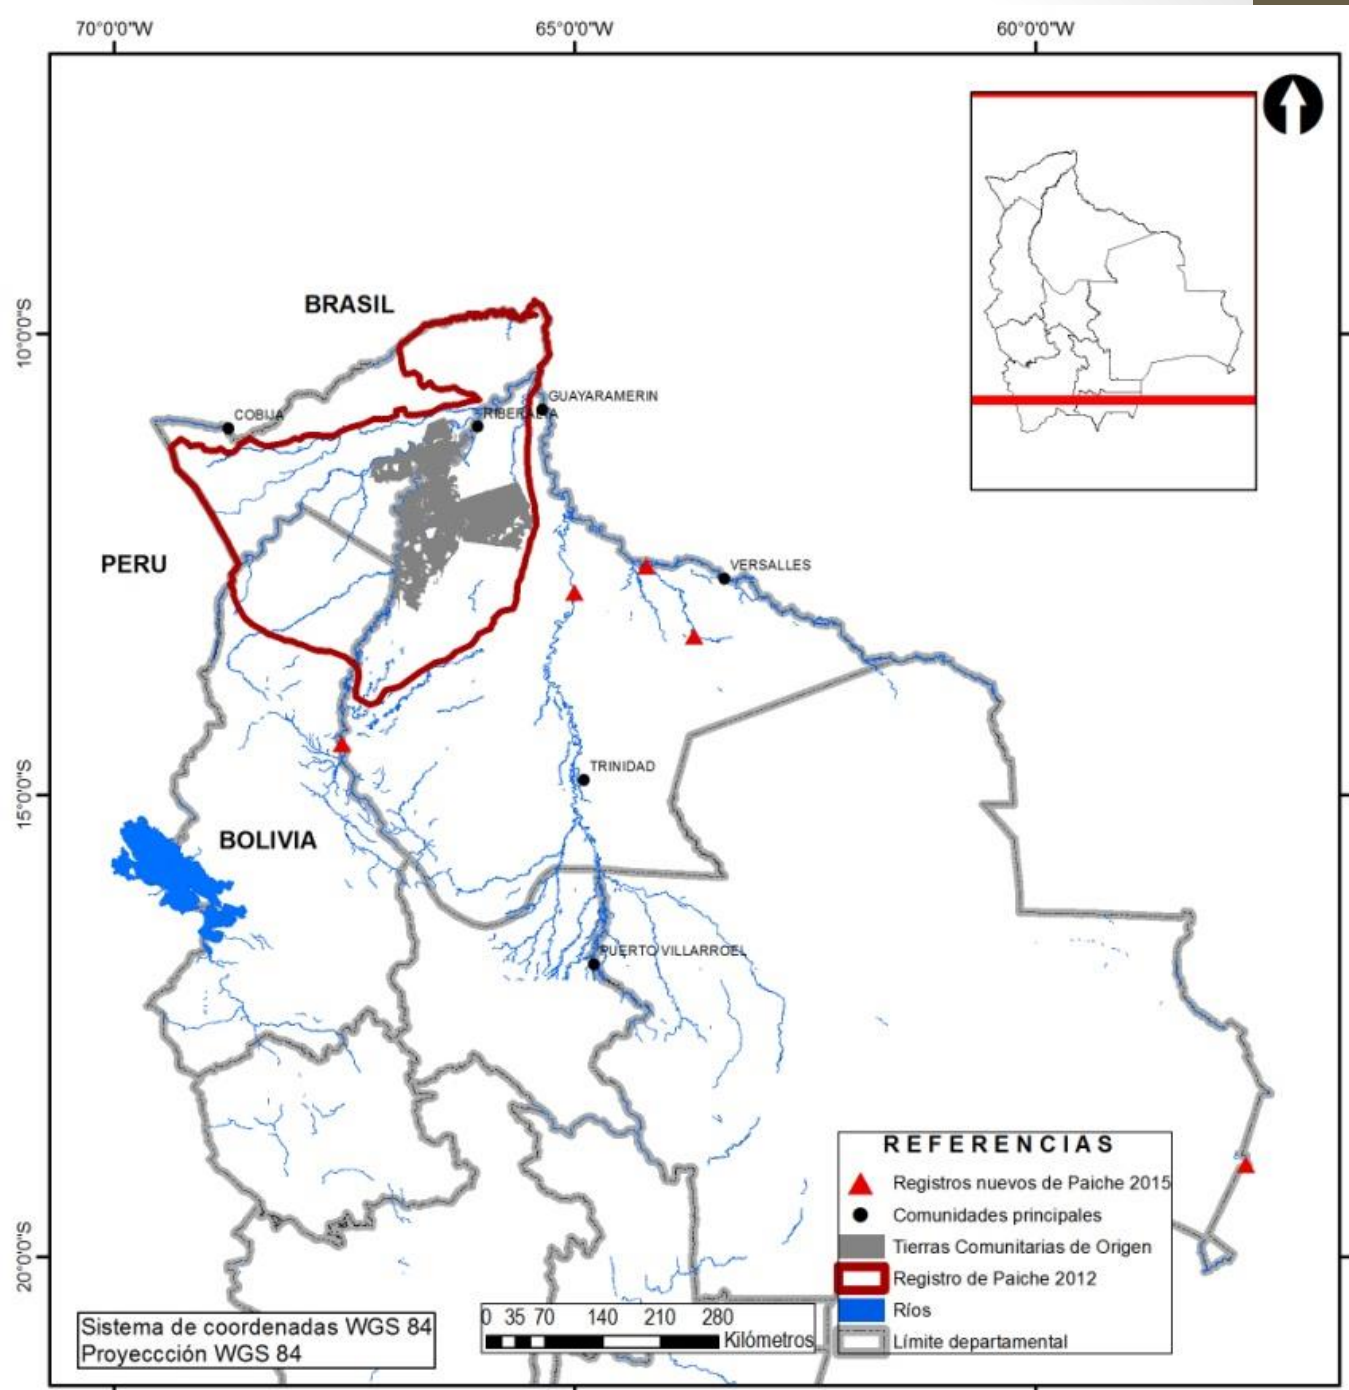 70°0'0"W 65°0'0"W 60°0'0"W
10°0'0"S
15°0'0"S
20°0'0"S
BRASIL
GUAYARAMERIN
COBIJA
RIBERALTA
PERU
VERSALLES
TRINIDAD
BOLIVIA
PUERTO VILLARROEL
REFERENCIAS
Registros nuevos de Paiche 2015
Comunidades principales
Tierras Comunitarias de Origen
Registro de Paiche 2012
Ríos
Límite departamental
0 35 70 140 210 280
Kilómetros
Sistema de coordenadas WGS 84
Proyeccción WGS 84